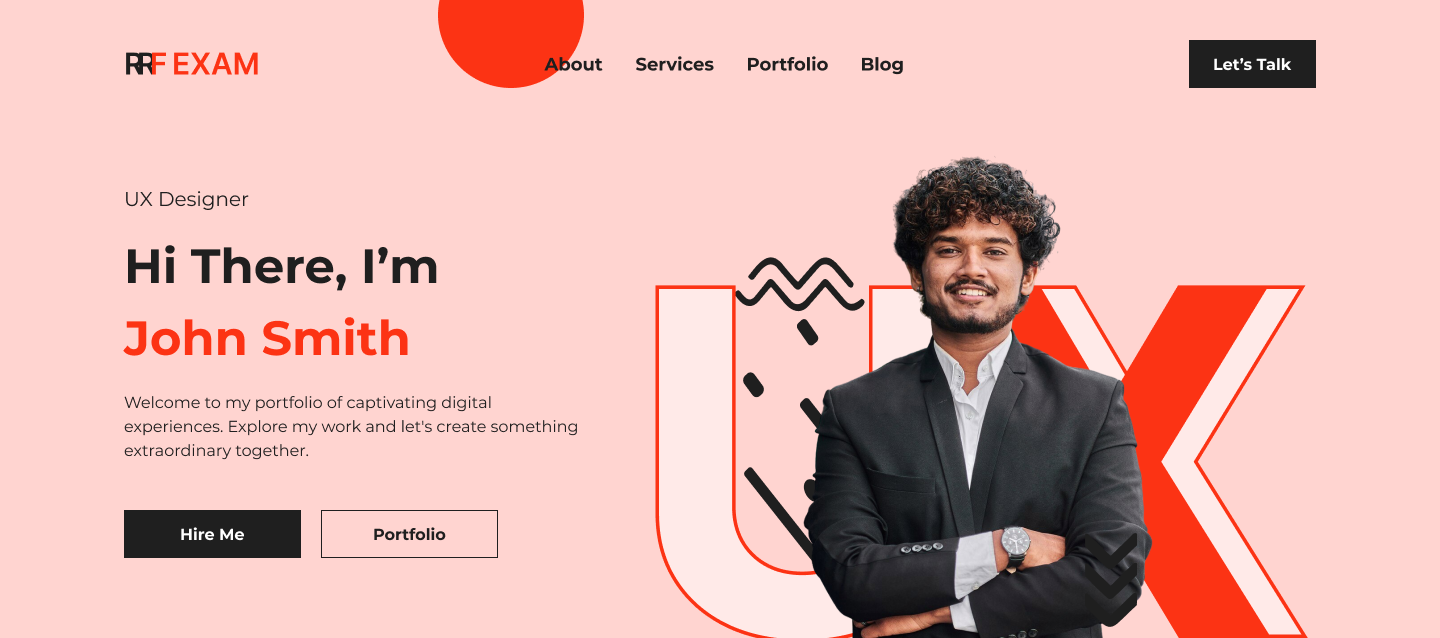 RRF EXAM
About Services Portfolio Blog
Let’s Talk
UX Designer
Hi There, I’m
John Smith
Welcome to my portfolio of captivating digital
experiences. Explore my work and let's create something
extraordinary together.
Hire Me Portfolio
UX